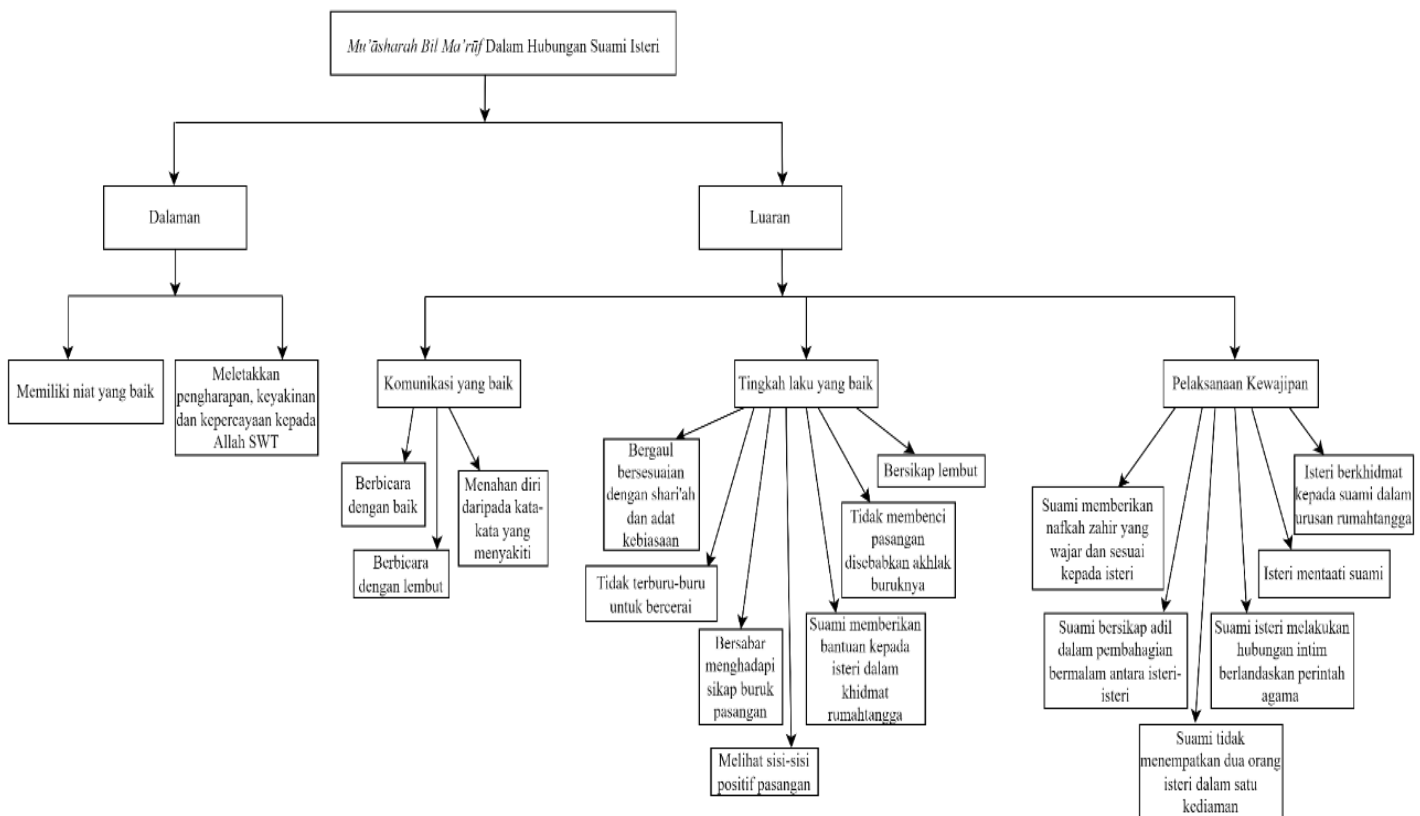 Mu'āsharah Bil Ma'rūf Dalam Hubungan Suami Isteri
Dalaman
Luaran
Memiliki niat yang baik
Meletakkan
pengharapan, keyakinan
dan kepercayaan kepada
Allah SWT
Komunikasi yang baik
Tingkah laku yang baik
Pelaksanaan Kewajipan
Berbicara
dengan baik
Berbicara
dengan lembut
Menahan diri
daripada kata-
kata yang
menyakiti
Bergaul
bersesuaian
dengan shari'ah
dan adat
kebiasaan
Tidak terburu-buru
untuk bercerai
Bersabar
menghadapi
sikap buruk
pasangan
Melihat sisi-sisi
positif pasangan
Suami memberikan
bantuan kepada
isteri dalam
khidmat
rumahtangga
Tidak membenci
pasangan
disebabkan akhlak
buruknya
Bersikap lembut
Suami memberikan
nafkah zahir yang
wajar dan sesuai
kepada isteri
Suami bersikap adil
dalam pembahagian
bermalam antara isteri-
isteri
Suami tidak
menempatkan dua orang
isteri dalam satu
kediaman
Suami isteri melakukan
hubungan intim
berlandaskan perintah
agama
Isteri mentaati suami
Isteri berkhidmat
kepada suami dalam
urusan rumahtangga